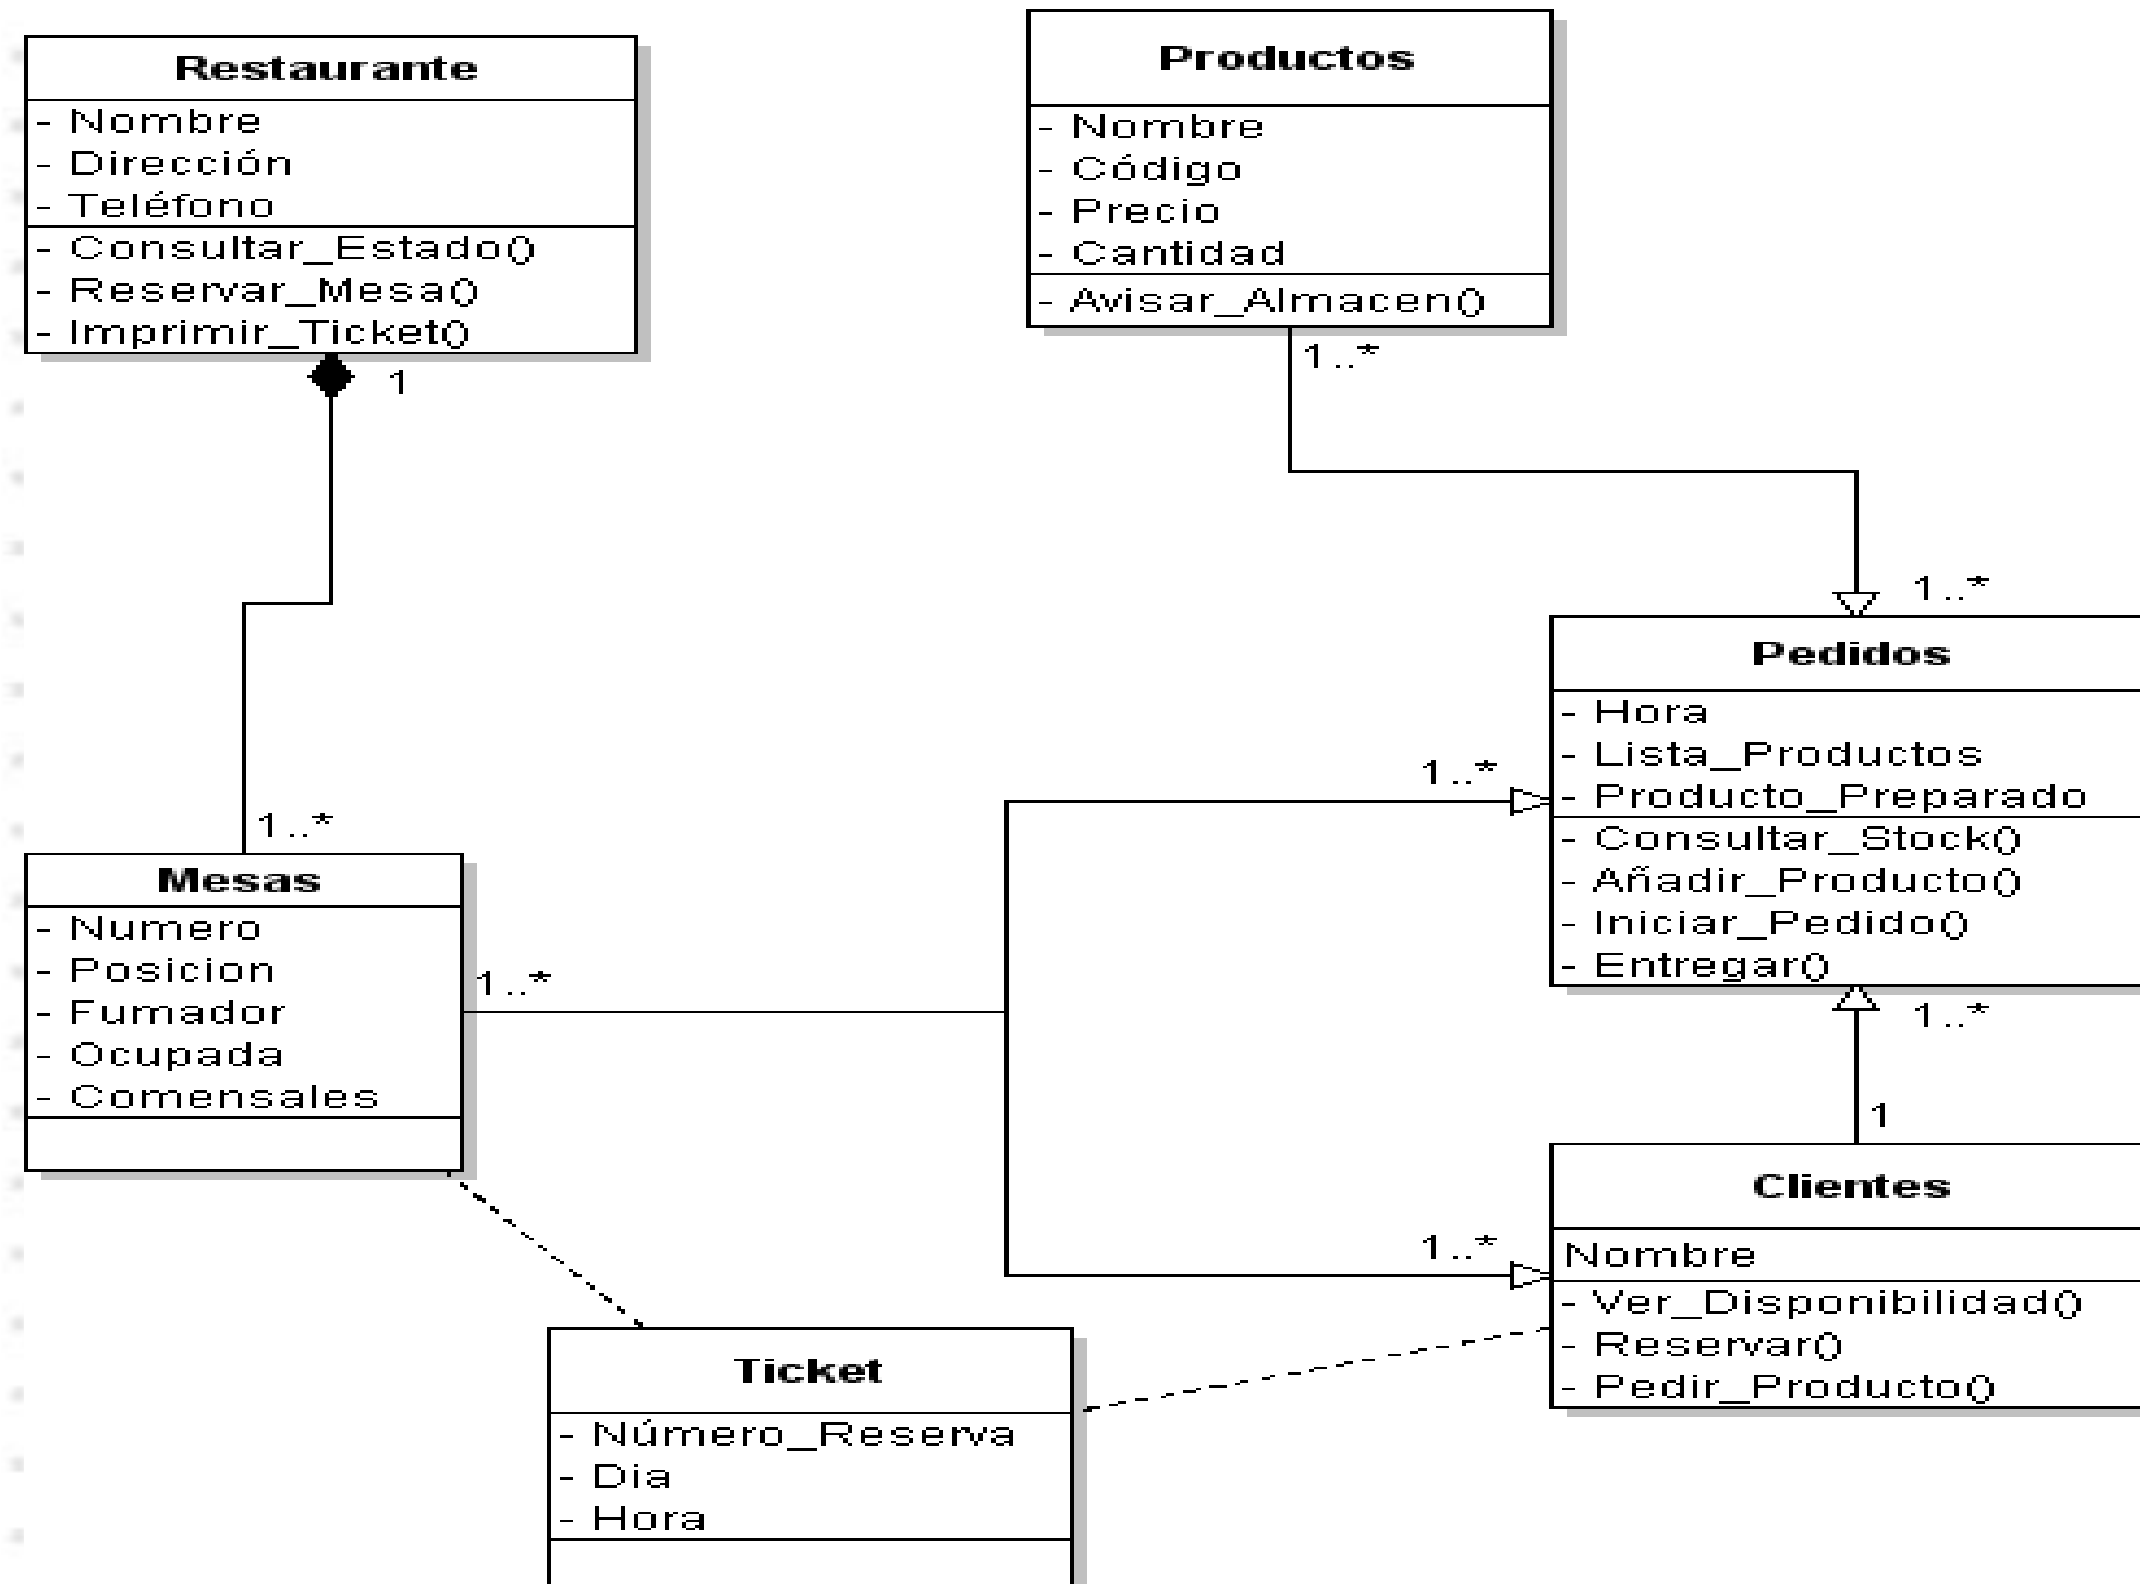 Restaurante
- Nombre
- Dirección
- Teléfono
- Consultar_Estado()
- Reservar_Mesa()
- Imprimir_Ticket()
1
1..*
Productos
- Nombre
- Código
- Precio
- Cantidad
- Avisar_Almacen()
1..*
1..*
Pedidos
- Hora
- Lista_Productos
- Producto_Preparado
- Consultar_Stock()
- Añadir_Producto()
- Iniciar_Pedido()
- Entregar()
1..*
1..*
1
Mesas
- Numero
- Posicion
- Fumador
- Ocupada
- Comensales
1..*
1..*
Clientes
Nombre
- Ver_Disponibilidad()
- Reservar()
- Pedir_Producto()
Ticket
- Número_Reserva
- Dia
- Hora